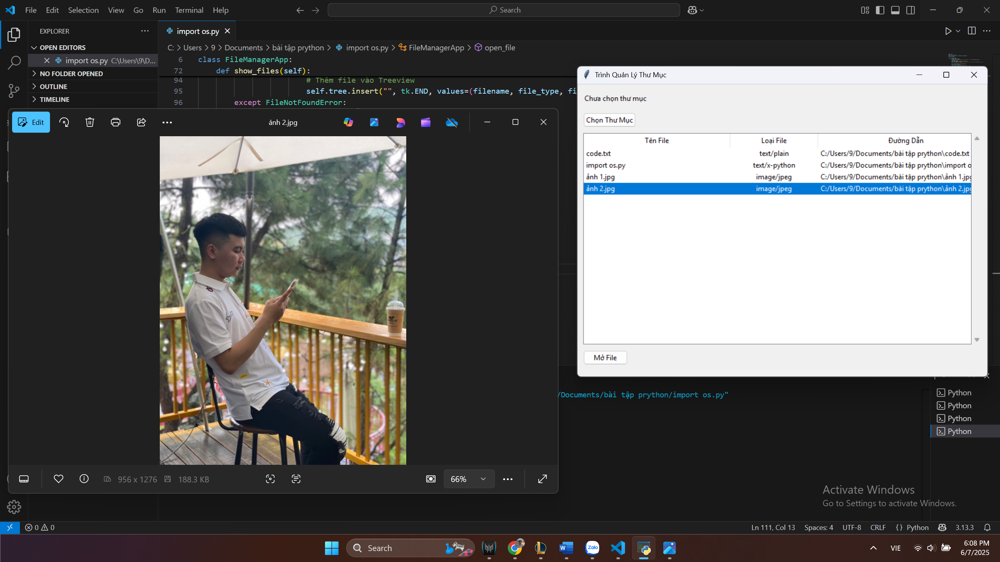 File Edit Selection View Go Run Terminal Help
Search
EXPLORER
OPEN EDITORS
import os.py C:\Users\9\D...
NO FOLDER OPENED
OUTLINE
TIMELINE
import os.py
C: > Users > 9 > Documents > bài tập prython > import os.py > FileManagerApp > open_file
6 class FileManagerApp:
72 def show_files(self):
94 # Thêm file vào Treeview
95 self.tree.insert("", tk.END, values=(filename, file_type, fi
96 except FileNotFoundError:
Edit
ảnh 2.jpg
956 x 1276 188.3 KB
66%
Trình Quản Lý Thư Mục
Chưa chọn thư mục
Chọn Thư Mục
Tên File Loại File Đường Dẫn
code.txt text/plain C:/Users/9/Documents/bài tập prython\code.txt
import os.py text/x-python C:/Users/9/Documents/bài tập prython\import o
ảnh 1.jpg image/jpeg C:/Users/9/Documents/bài tập prython\ảnh 1.jpg
ảnh 2.jpg image/jpeg C:/Users/9/Documents/bài tập prython\ảnh 2.jpg
Mở File
/Documents/bài tập prython/import os.py"
Python
Python
Python
Python
Activate Windows
Go to Settings to activate Windows.
0 0
Ln 111, Col 13 Spaces: 4 UTF-8 CRLF {} Python 3.13.3
Search
Zalo
VIE
6:08 PM
6/7/2025